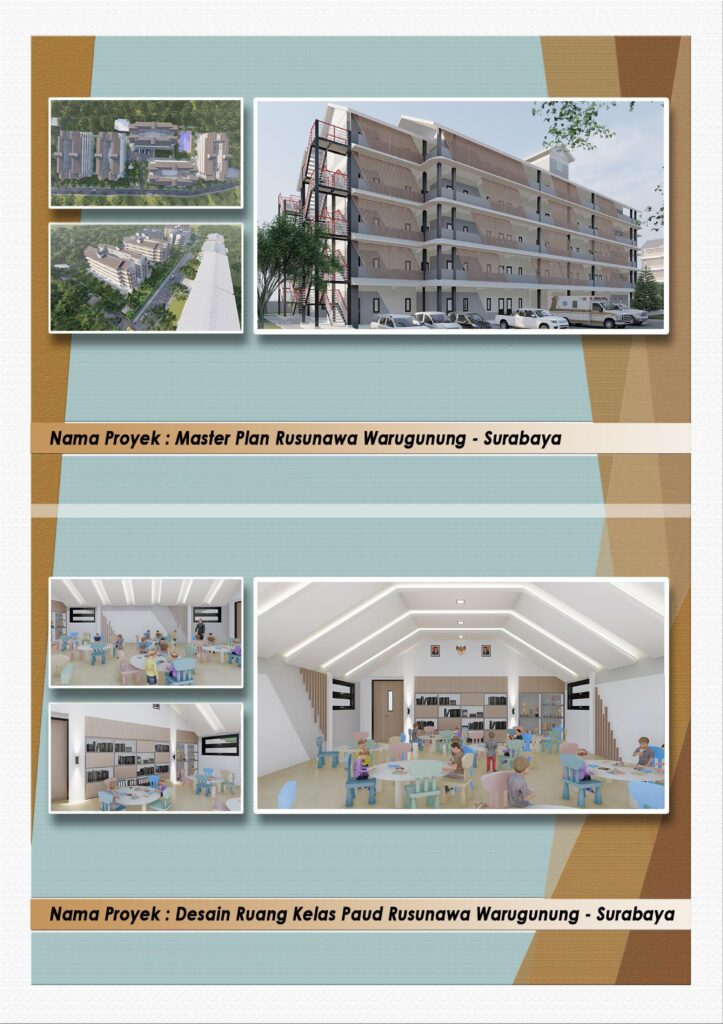 Nama Proyek : Master Plan Rusunawa Warugunung - Surabaya
Nama Proyek : Desain Ruang Kelas Paud Rusunawa Warugunung - Surabaya